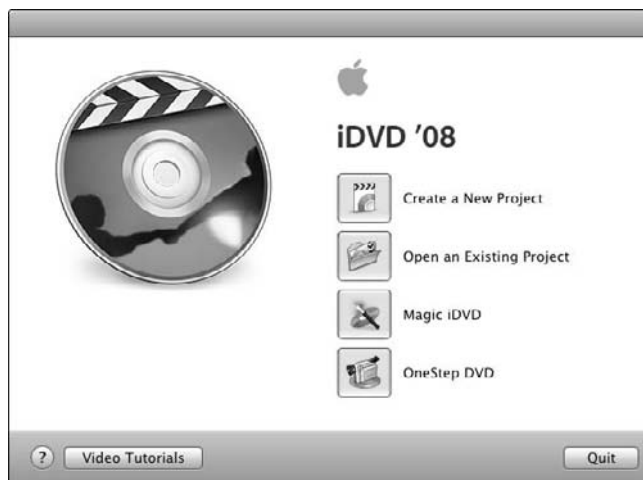 iDVD '08
Create a New Project
Open an Existing Project
Magic iDVD
OneStep DVD
? Video Tutorials Quit